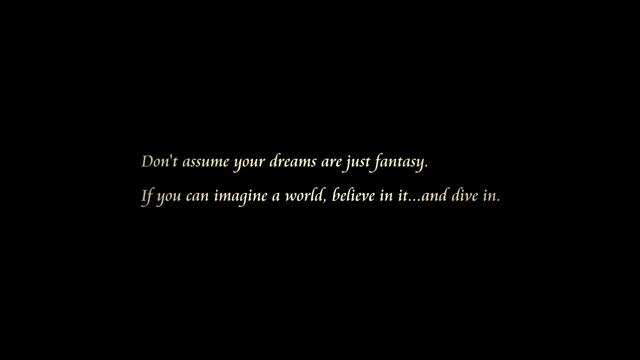 Don't assume your dreams are just fantasy.
If you can imagine a world, believe in it...and dive in.